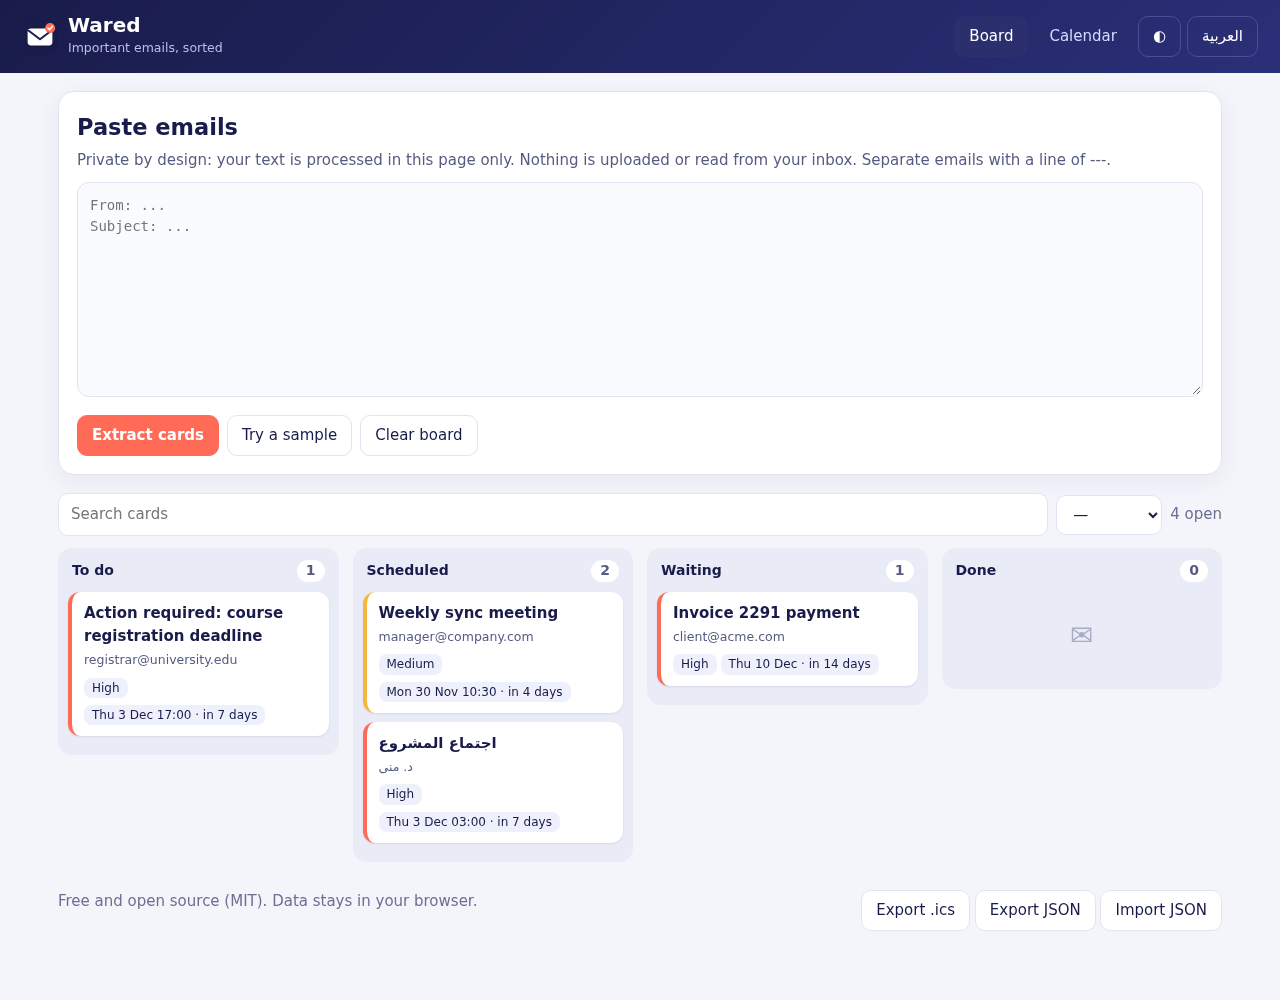 Wared
Important emails, sorted
Board
Calendar
◐
العربية
Paste emails
Private by design: your text is processed in this page only. Nothing is uploaded or read from your inbox. Separate emails with a line of ---.
From: ...
Subject: ...
Extract cards
Try a sample
Clear board
Search cards
—
4 open
To do
1
Action required: course
registration deadline
registrar@university.edu
High
Thu 3 Dec 17:00 · in 7 days
Scheduled
2
Weekly sync meeting
manager@company.com
Medium
Mon 30 Nov 10:30 · in 4 days
اجتماع المشروع
د. منى
High
Thu 3 Dec 03:00 · in 7 days
Waiting
1
Invoice 2291 payment
client@acme.com
High
Thu 10 Dec · in 14 days
Done
0
Free and open source (MIT). Data stays in your browser.
Export .ics
Export JSON
Import JSON